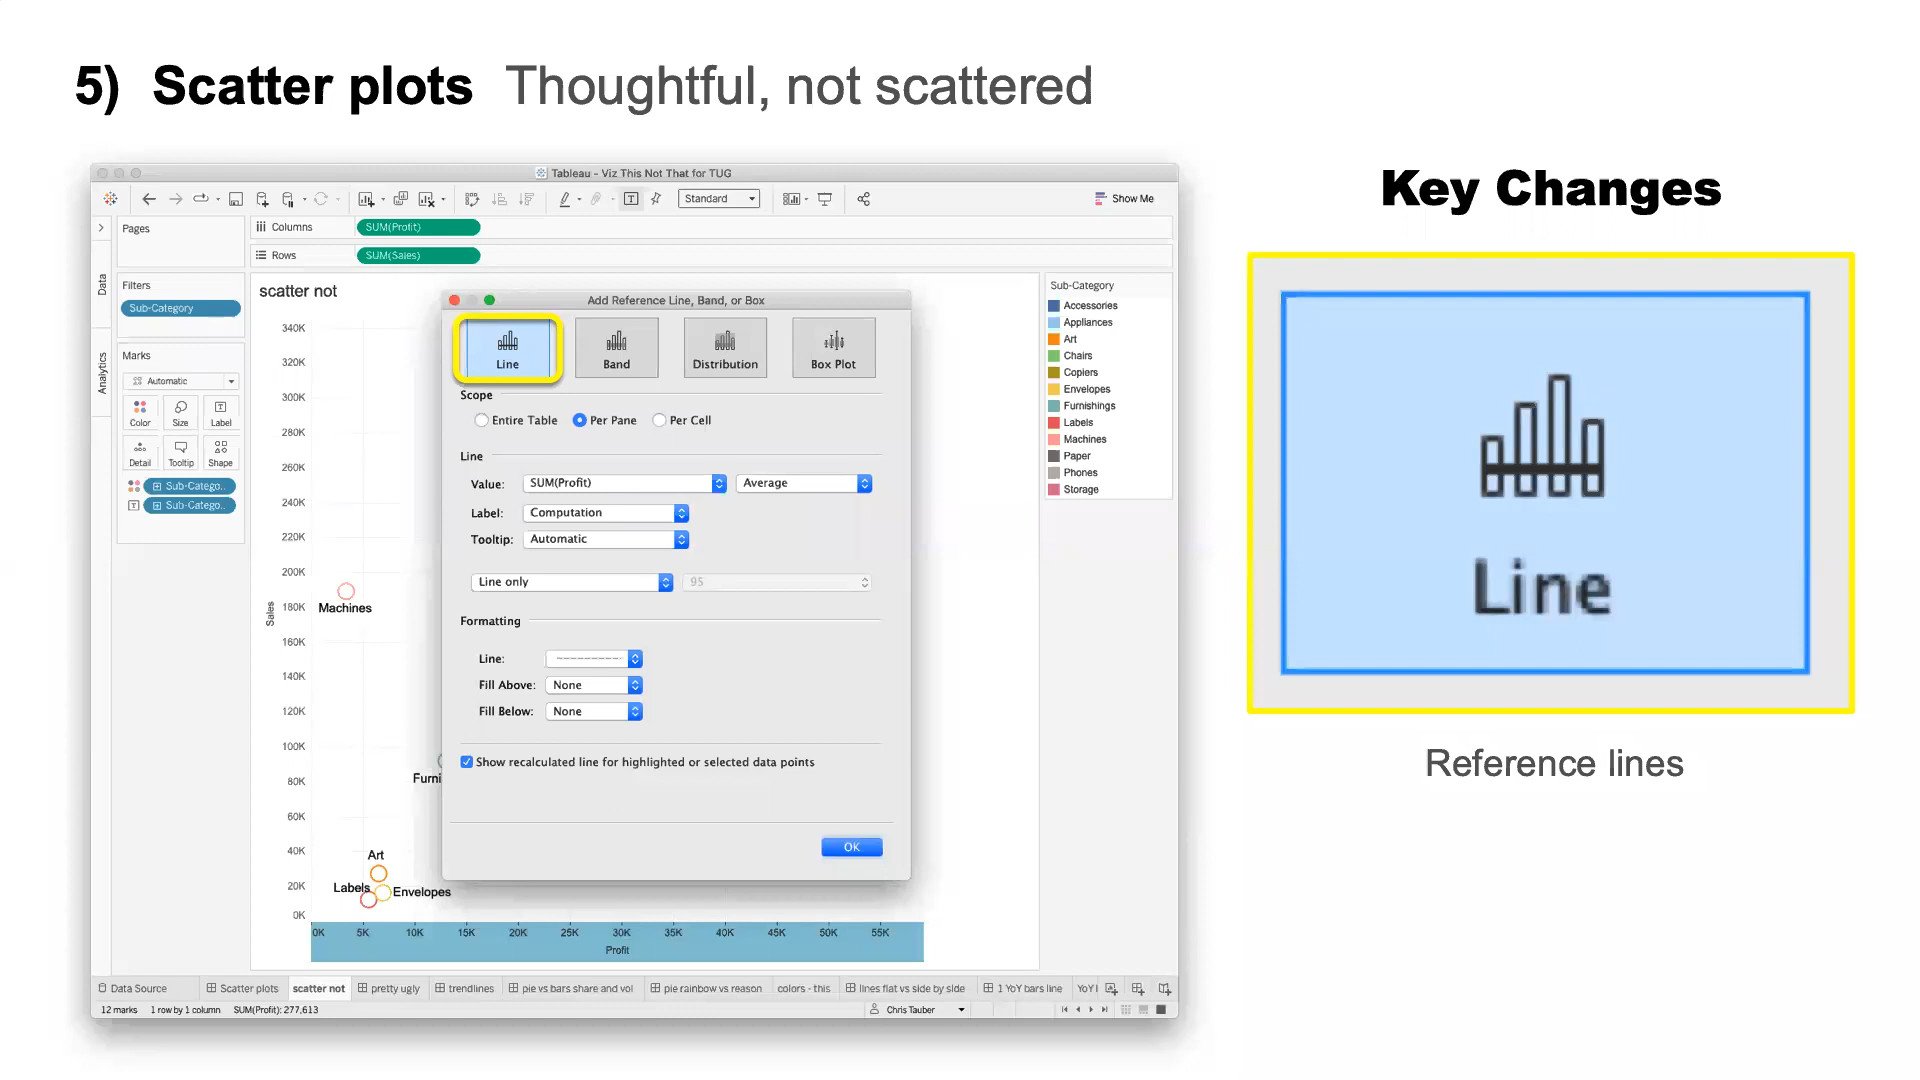 5) Scatter plots Thoughtful, not scattered
Key Changes
Line
Reference lines
Tableau - Viz This Not That for TUG
Standard
Show Me
Data
Analytics
Pages
Filters
Sub-Category
Marks
Automatic
Color
Size
Label
Detail
Tooltip
Shape
Sub-Catego..
Sub-Catego..
Columns
SUM(Profit)
Rows
SUM(Sales)
scatter not
340K
320K
300K
280K
260K
240K
220K
200K
180K
160K
140K
120K
100K
80K
60K
40K
20K
0K
Sales
Machines
Furni
Art
Labels
Envelopes
0K
5K
10K
15K
20K
25K
30K
35K
40K
45K
50K
55K
Profit
Add Reference Line, Band, or Box
Line
Band
Distribution
Box Plot
Scope
Entire Table
Per Pane
Per Cell
Line
Value: SUM(Profit) Average
Label: Computation
Tooltip: Automatic
Line only 95
Formatting
Line:
Fill Above: None
Fill Below: None
Show recalculated line for highlighted or selected data points
OK
Sub-Category
Accessories
Appliances
Art
Chairs
Copiers
Envelopes
Furnishings
Labels
Machines
Paper
Phones
Storage
Data Source
Scatter plots
scatter not
pretty ugly
trendlines
pie vs bars share and vol
pie rainbow vs reason
colors - this
lines flat vs side by side
1 YoY bars line
YoY l
12 marks
1 row by 1 column
SUM(Profit): 277,613
Chris Tauber